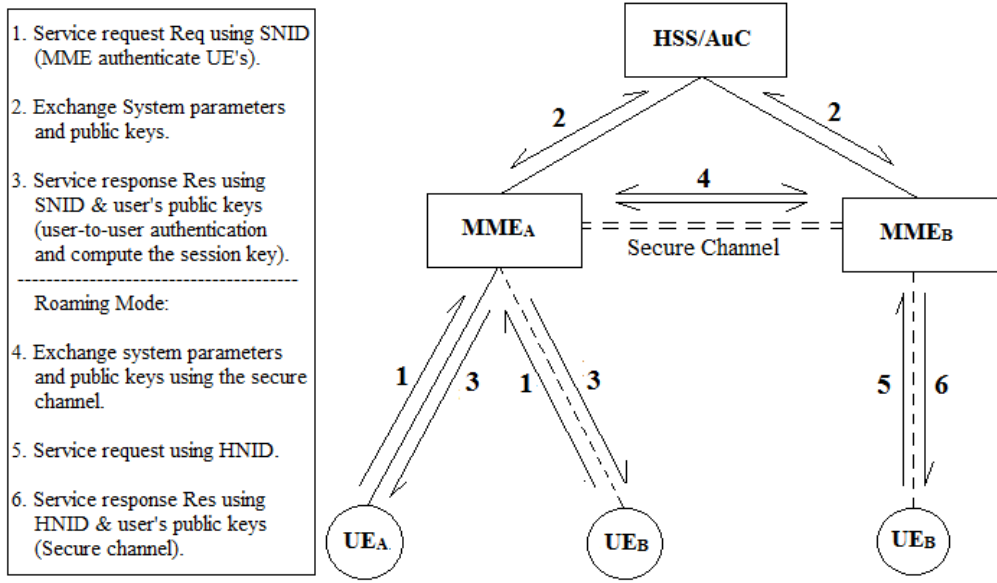 1. Service request Req using SNID
(MME authenticate UE's).
2. Exchange System parameters
and public keys.
3. Service response Res using
SNID & user's public keys
(user-to-user authentication
and compute the session key).
Roaming Mode:
4. Exchange system parameters
and public keys using the secure
channel.
5. Service request using HNID.
6. Service response Res using
HNID & user's public keys
(Secure channel).
HSS/AuC
2
2
4
MMEA
Secure Channel
MMEB
1
3
1
3
5
6
UEA
UEB
UEB